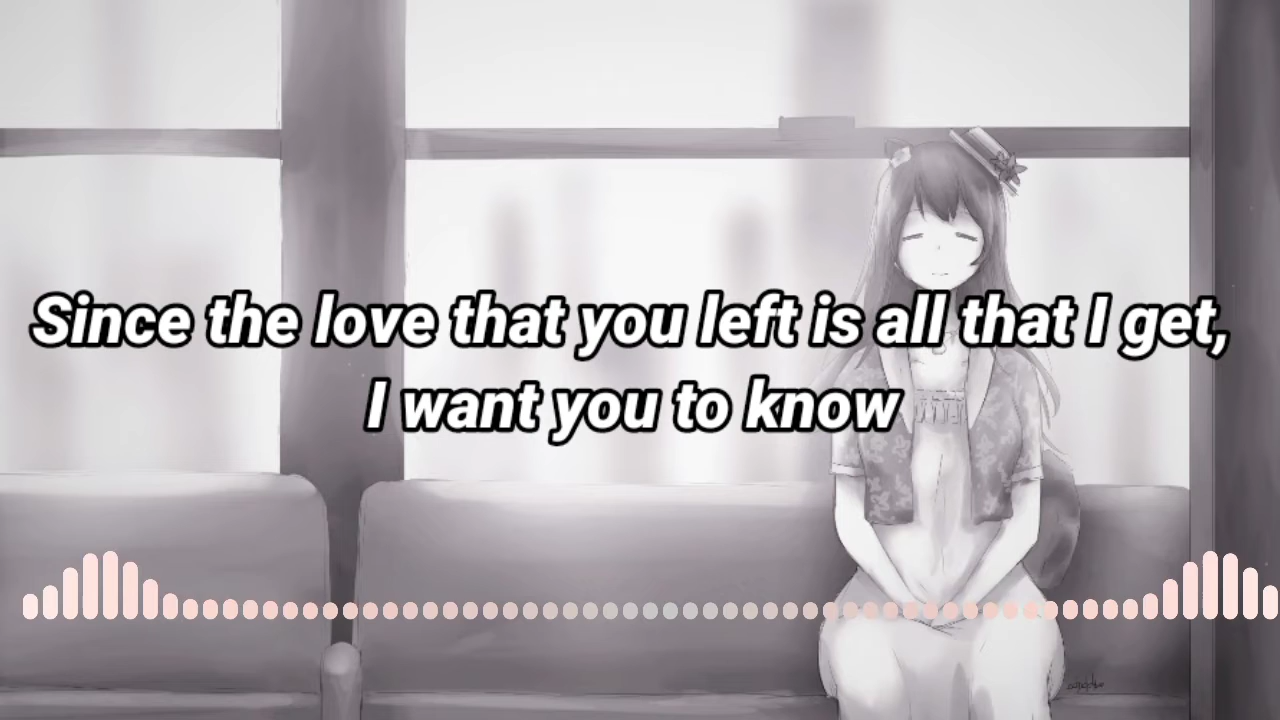 Since the love that you left is all that I get,
I want you to know